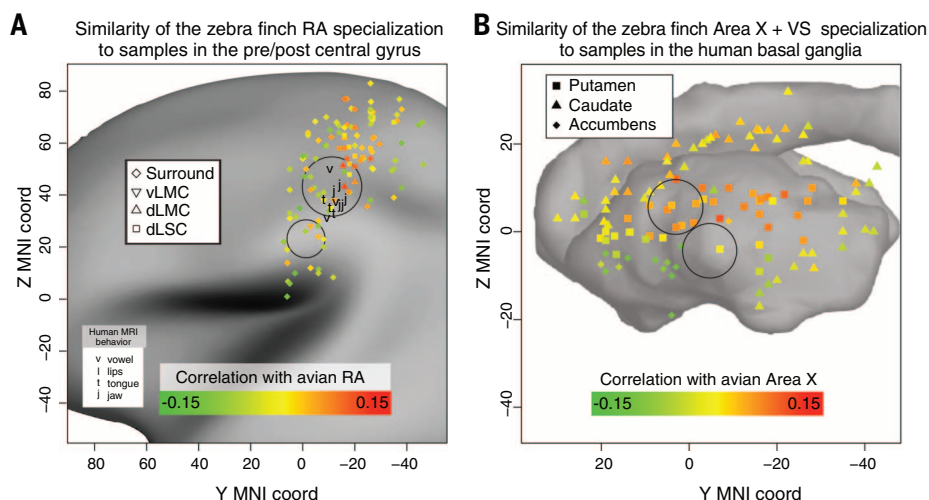 A
Similarity of the zebra finch RA specialization
to samples in the pre/post central gyrus
Z MNI coord
80
60
40
20
0
−20
−40
Surround
vLMC
dLMC
dLSC
v
j
j
t
j
v
j
j
t
t
v
Human MRI
behavior
v vowel
l lips
t tongue
j jaw
Correlation with avian RA
-0.15 0.15
80 60 40 20 0 −20 −40
Y MNI coord
B
Similarity of the zebra finch Area X + VS specialization
to samples in the human basal ganglia
Z MNI coord
20
0
−20
−40
Putamen
Caudate
Accumbens
Correlation with avian Area X
-0.15 0.15
20 0 −20 −40
Y MNI coord